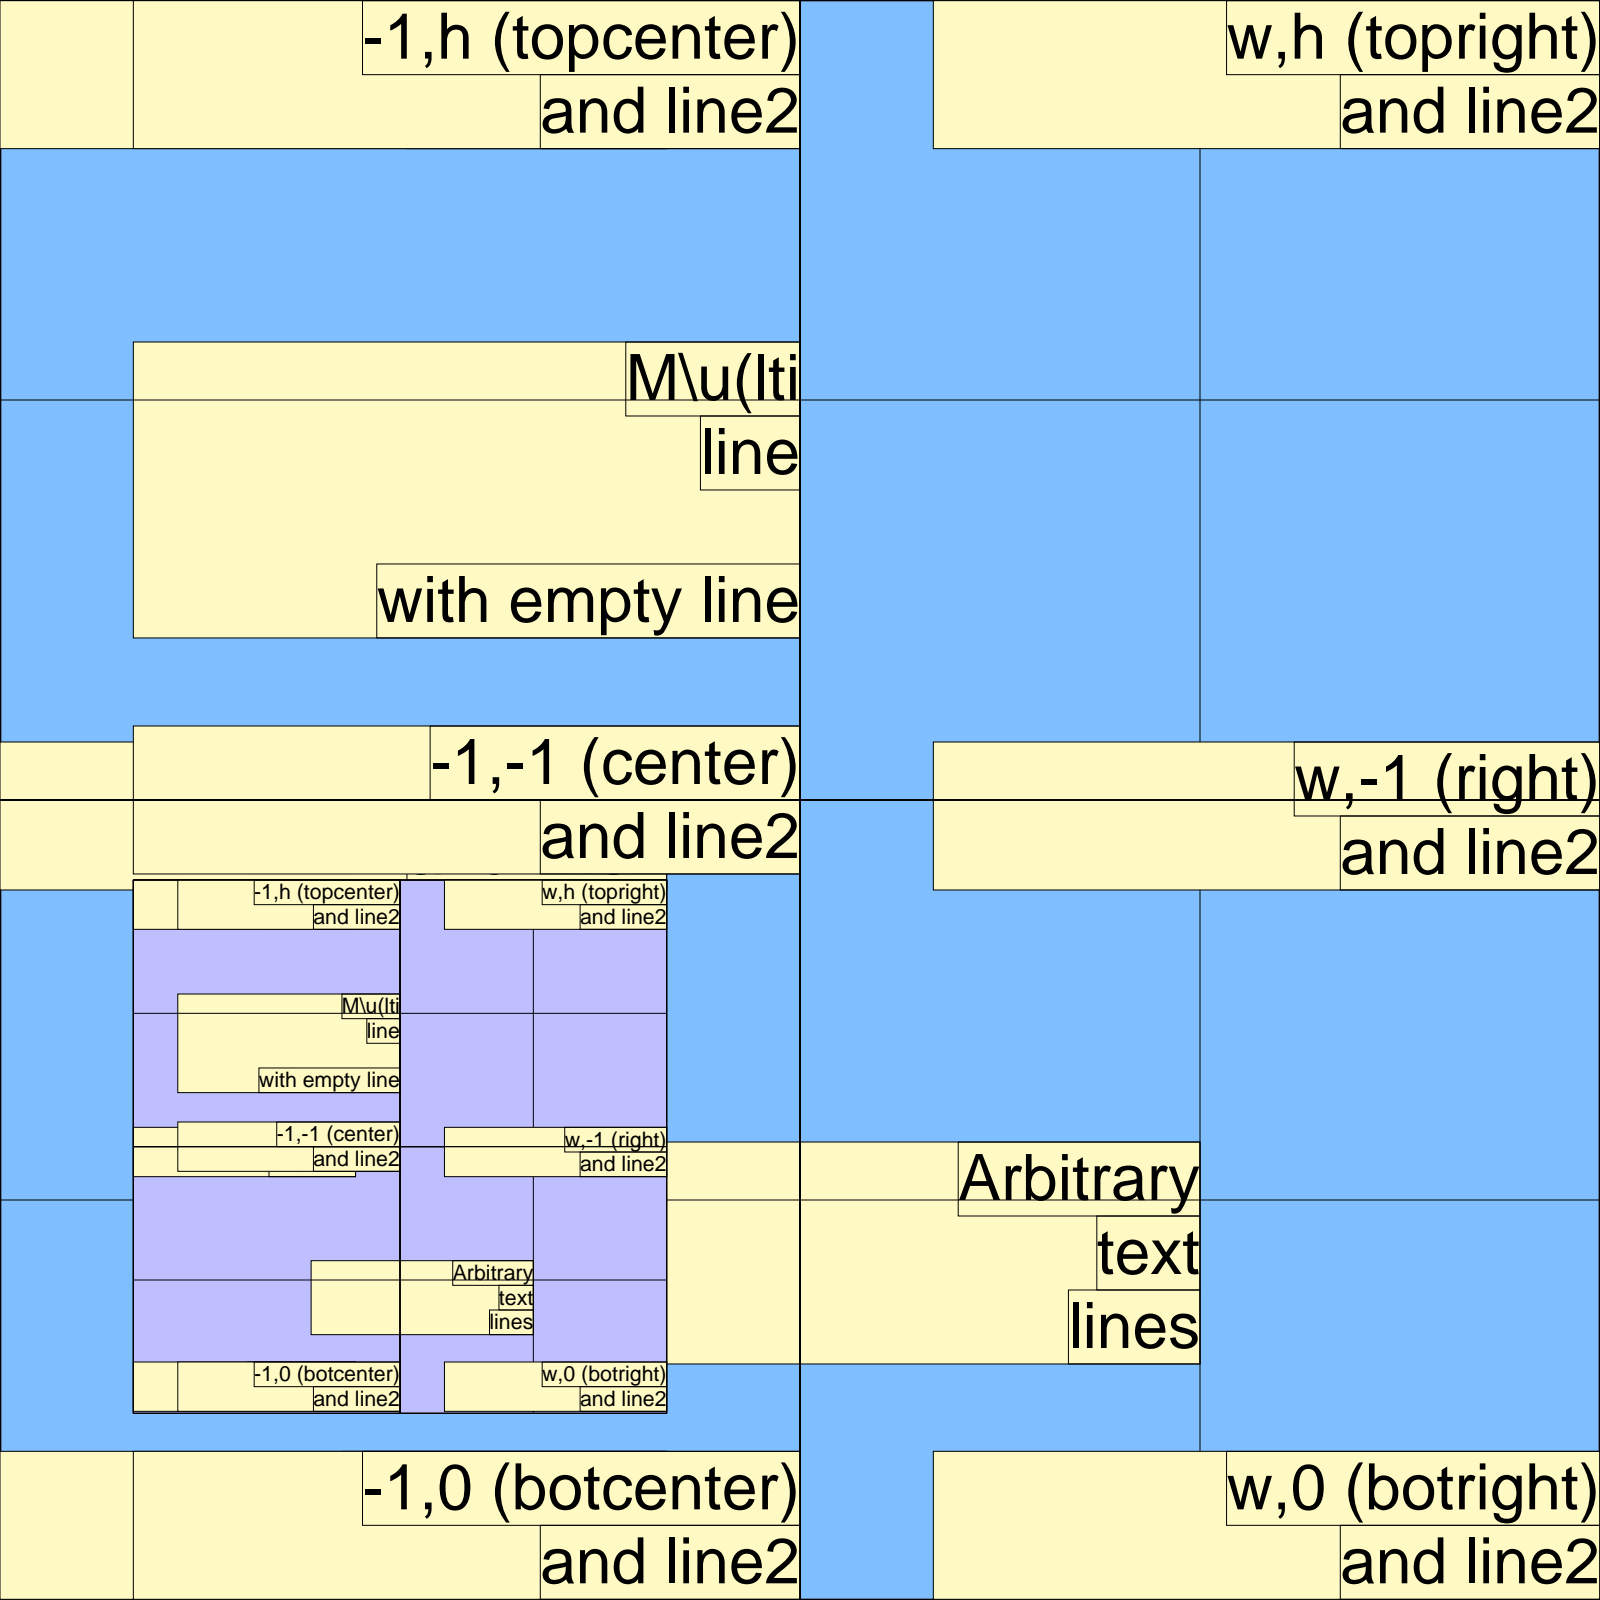 -1,h (topcenter)
and line2
w,h (topright)
and line2
M\u(lti
line
with empty line
-1,-1 (center)
and line2
w,-1 (right)
and line2
-1,h (topcenter)
and line2
w,h (topright)
and line2
M\u(lti
line
with empty line
-1,-1 (center)
and line2
w,-1 (right)
and line2
Arbitrary
text
lines
-1,0 (botcenter)
and line2
w,0 (botright)
and line2
Arbitrary
text
lines
-1,0 (botcenter)
and line2
w,0 (botright)
and line2